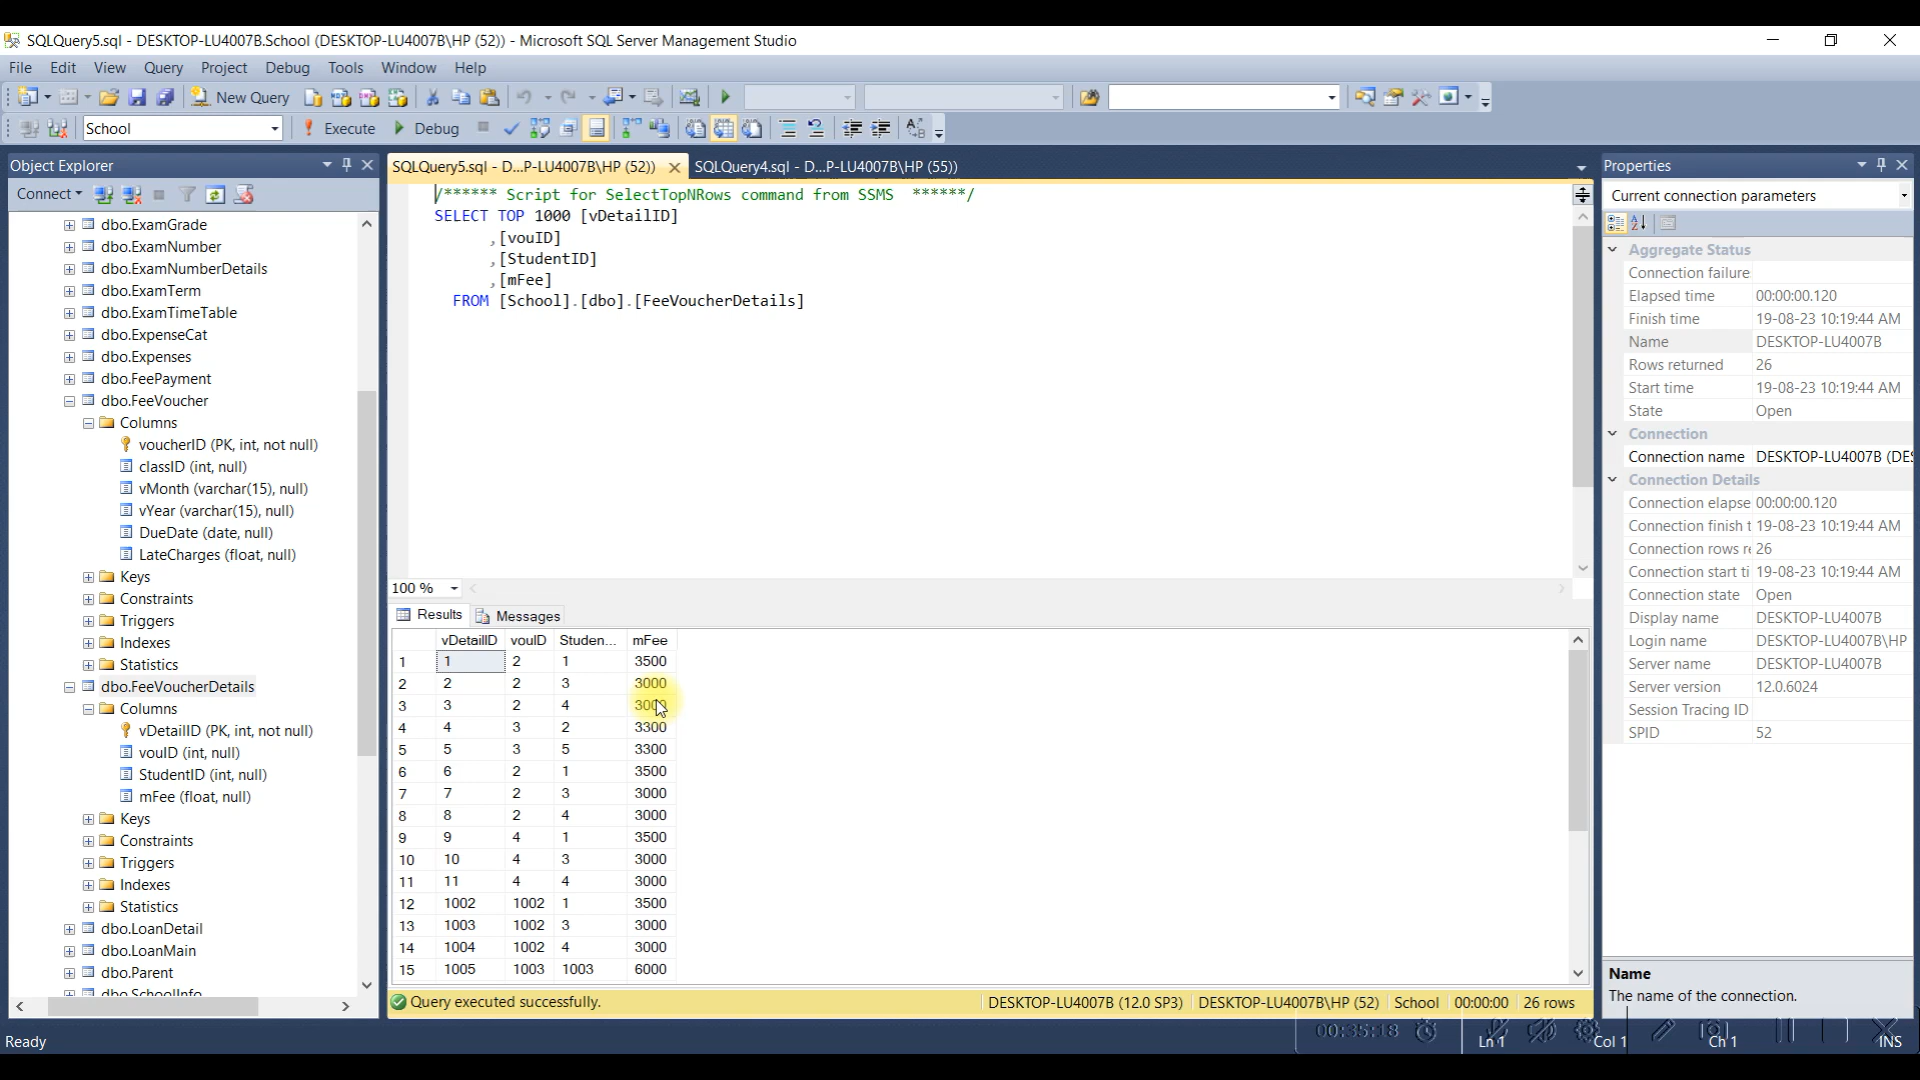 SQLQuery5.sql - DESKTOP-LU4007B.School (DESKTOP-LU4007B\HP (52)) - Microsoft SQL Server Management Studio
File Edit View Query Project Debug Tools Window Help
New Query
School Execute Debug
Object Explorer
Connect
dbo.ExamGrade
dbo.ExamNumber
dbo.ExamNumberDetails
dbo.ExamTerm
dbo.ExamTimeTable
dbo.ExpenseCat
dbo.Expenses
dbo.FeePayment
dbo.FeeVoucher
Columns
voucherID (PK, int, not null)
classID (int, null)
vMonth (varchar(15), null)
vYear (varchar(15), null)
DueDate (date, null)
LateCharges (float, null)
Keys
Constraints
Triggers
Indexes
Statistics
dbo.FeeVoucherDetails
Columns
vDetailID (PK, int, not null)
vouID (int, null)
StudentID (int, null)
mFee (float, null)
Keys
Constraints
Triggers
Indexes
Statistics
dbo.LoanDetail
dbo.LoanMain
dbo.Parent
dbo.SchoolInfo
SQLQuery5.sql - D...P-LU4007B\HP (52)) SQLQuery4.sql - D...P-LU4007B\HP (55))
/****** Script for SelectTopNRows command from SSMS ******/
SELECT TOP 1000 [vDetailID]
,[vouID]
,[StudentID]
,[mFee]
FROM [School].[dbo].[FeeVoucherDetails]
100 %
Results Messages
vDetailID vouID Studen... mFee
1 1 2 1 3500
2 2 2 3 3000
3 3 2 4 3000
4 4 3 2 3300
5 5 3 5 3300
6 6 2 1 3500
7 7 2 3 3000
8 8 2 4 3000
9 9 4 1 3500
10 10 4 3 3000
11 11 4 4 3000
12 1002 1002 1 3500
13 1003 1002 3 3000
14 1004 1002 4 3000
15 1005 1003 1003 6000
Query executed successfully. DESKTOP-LU4007B (12.0 SP3) DESKTOP-LU4007B\HP (52) School 00:00:00 26 rows
Properties
Current connection parameters
Aggregate Status
Connection failure
Elapsed time 00:00:00.120
Finish time 19-08-23 10:19:44 AM
Name DESKTOP-LU4007B
Rows returned 26
Start time 19-08-23 10:19:44 AM
State Open
Connection
Connection name DESKTOP-LU4007B (DES
Connection Details
Connection elapse 00:00:00.120
Connection finish t 19-08-23 10:19:44 AM
Connection rows re 26
Connection start ti 19-08-23 10:19:44 AM
Connection state Open
Display name DESKTOP-LU4007B
Login name DESKTOP-LU4007B\HP
Server name DESKTOP-LU4007B
Server version 12.0.6024
Session Tracing ID
SPID 52
Name
The name of the connection.
Ready 00:35:18 Ln 1 Col 1 Ch 1 INS